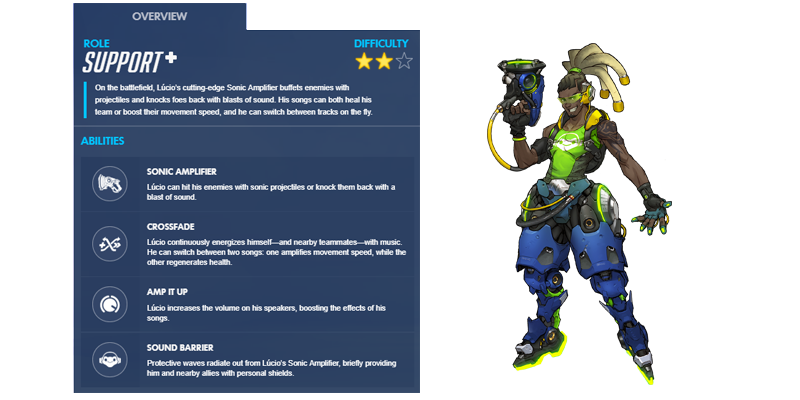 OVERVIEW
ROLE
SUPPORT+
DIFFICULTY
On the battlefield, Lúcio's cutting-edge Sonic Amplifier buffets enemies with
projectiles and knocks foes back with blasts of sound. His songs can both heal his
team or boost their movement speed, and he can switch between tracks on the fly.
ABILITIES
SONIC AMPLIFIER
Lúcio can hit his enemies with sonic projectiles or knock them back with a
blast of sound.
CROSSFADE
Lúcio continuously energizes himself—and nearby teammates—with music.
He can switch between two songs: one amplifies movement speed, while the
other regenerates health.
AMP IT UP
Lúcio increases the volume on his speakers, boosting the effects of his
songs.
SOUND BARRIER
Protective waves radiate out from Lúcio's Sonic Amplifier, briefly providing
him and nearby allies with personal shields.